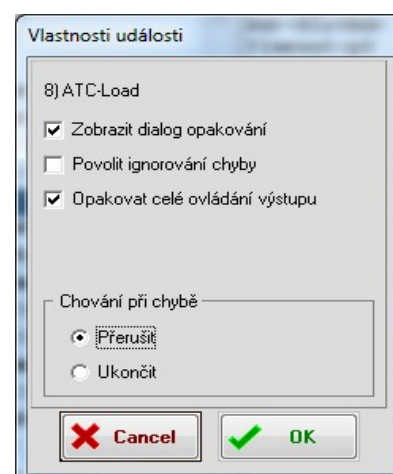 Vlastnosti události
8) ATC-Load
Zobrazit dialog opakování
Povolit ignorování chyby
Opakovat celé ovládání výstupu
Chování při chybě
Přerušit
Ukončit
Cancel
OK